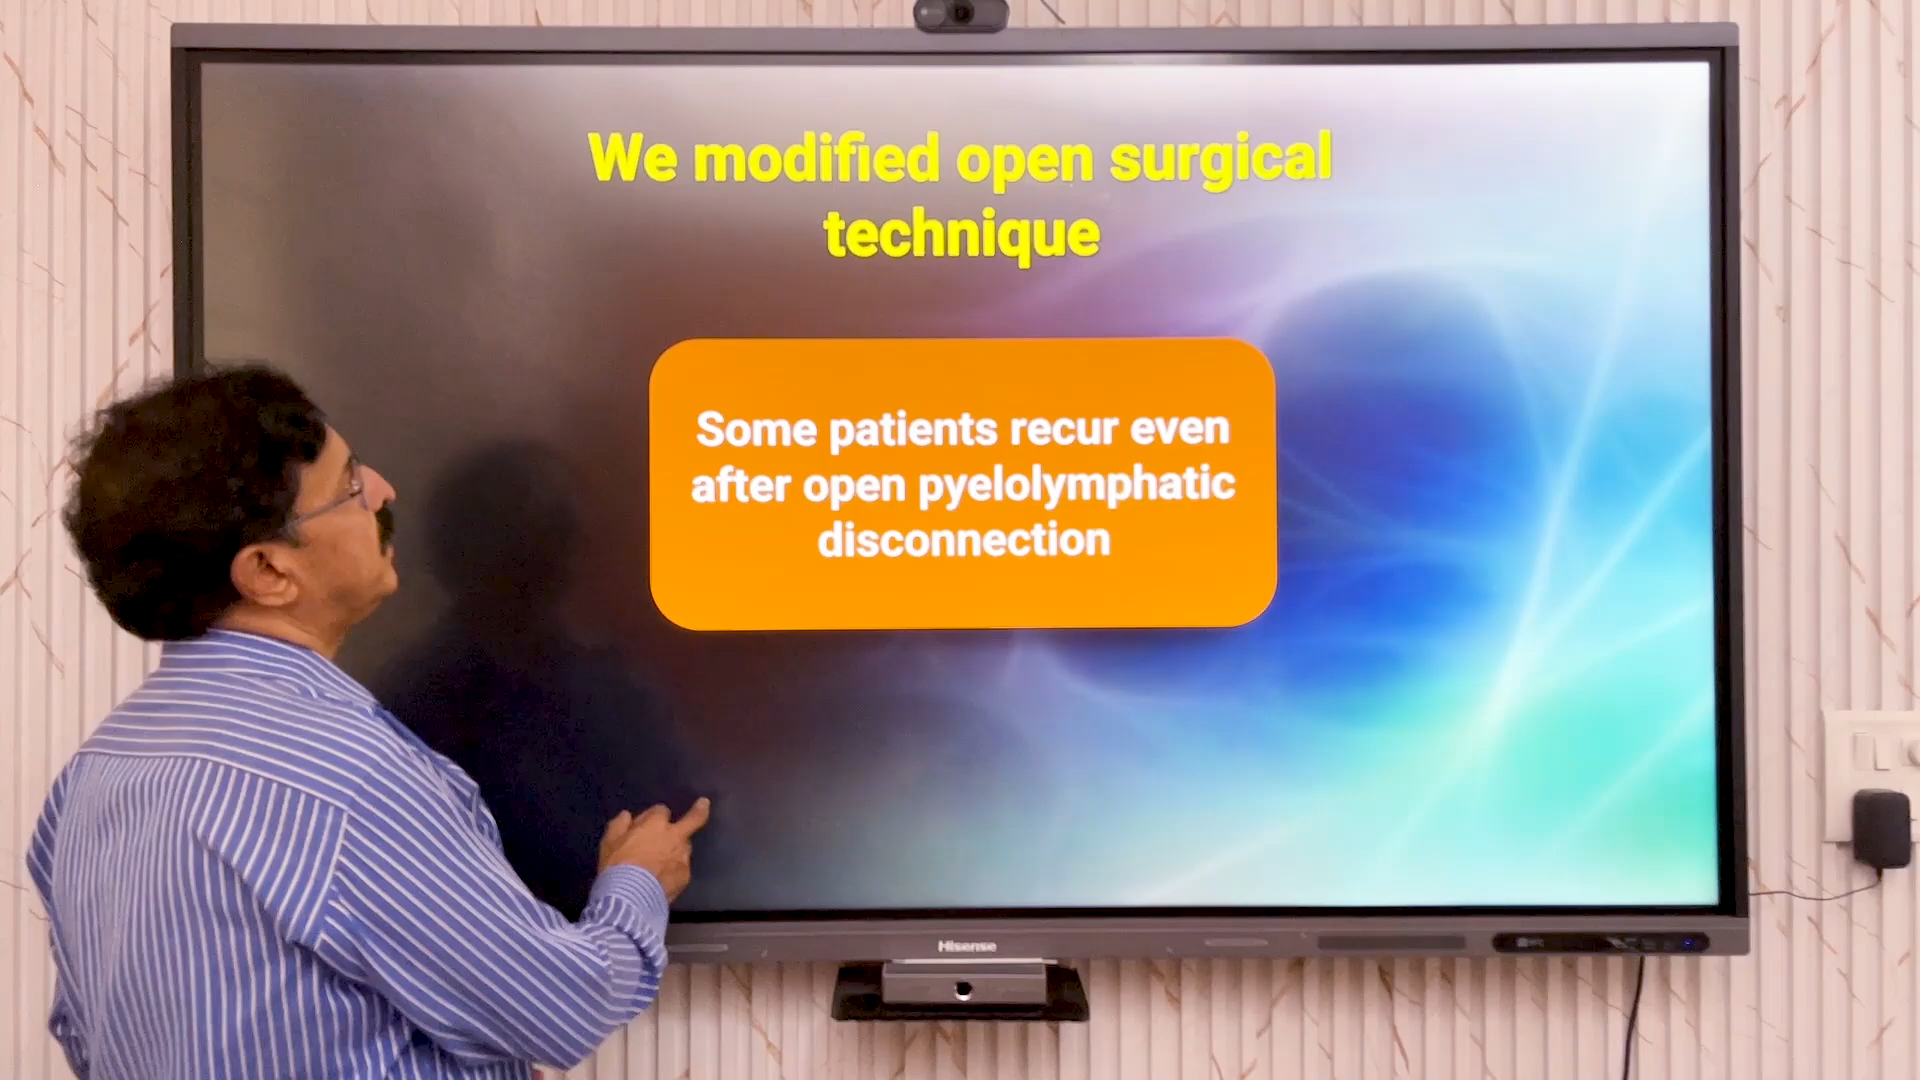 We modified open surgical
technique
Some patients recur even
after open pyelolymphatic
disconnection
Hisense